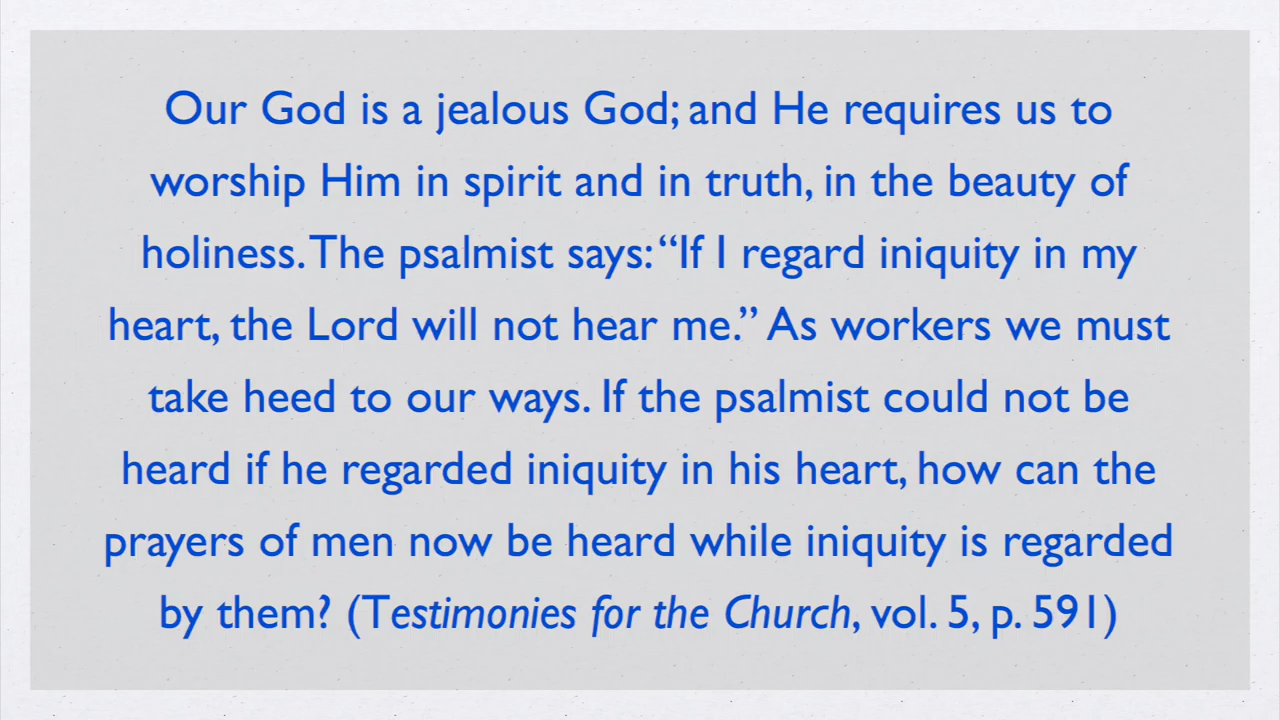 Our God is a jealous God; and He requires us to
worship Him in spirit and in truth, in the beauty of
holiness. The psalmist says: “If I regard iniquity in my
heart, the Lord will not hear me.” As workers we must
take heed to our ways. If the psalmist could not be
heard if he regarded iniquity in his heart, how can the
prayers of men now be heard while iniquity is regarded
by them? (Testimonies for the Church, vol. 5, p. 591)